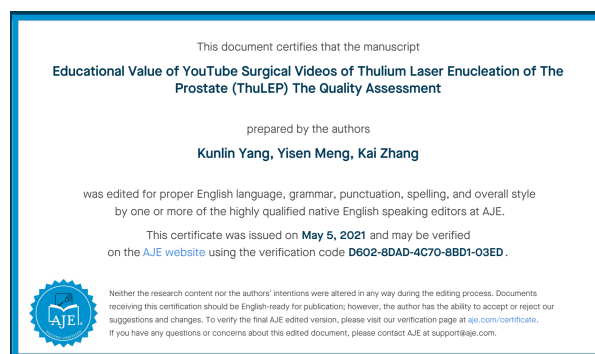 This document certifies that the manuscript
Educational Value of YouTube Surgical Videos of Thulium Laser Enucleation of The
Prostate (ThuLEP) The Quality Assessment
prepared by the authors
Kunlin Yang, Yisen Meng, Kai Zhang
was edited for proper English language, grammar, punctuation, spelling, and overall style
by one or more of the highly qualified native English speaking editors at AJE.
This certificate was issued on May 5, 2021 and may be verified
on the AJE website using the verification code D602-8DAD-4C70-8BD1-03ED.
Neither the research content nor the authors' intentions were altered in any way during the editing process. Documents
receiving this certification should be English-ready for publication; however, the author has the ability to accept or reject our
suggestions and changes. To verify the final AJE edited version, please visit our verification page at aje.com/certificate.
If you have any questions or concerns about this edited document, please contact AJE at support@aje.com.
AJE